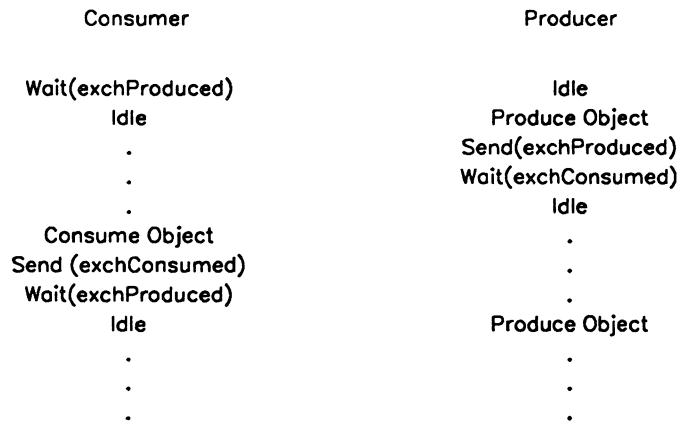 Consumer Producer
Wait(exchProduced) Idle
Idle Produce Object
. Send(exchProduced)
. Wait(exchConsumed)
. Idle
Consume Object .
Send (exchConsumed) .
Wait(exchProduced) .
Idle Produce Object
. .
. .
. .